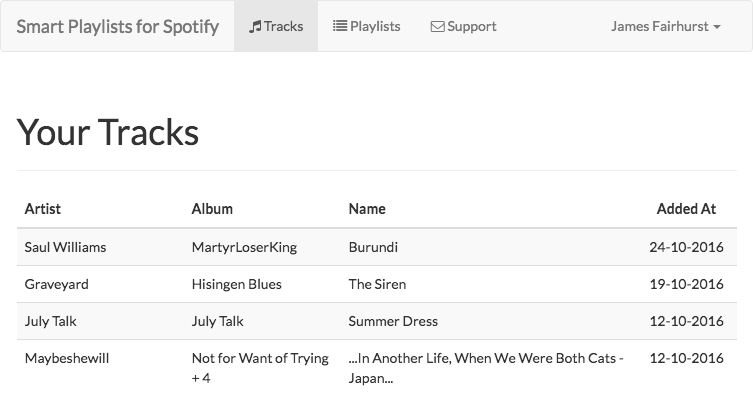 Smart Playlists for Spotify Tracks Playlists Support James Fairhurst
Your Tracks
Artist Album Name Added At
Saul Williams MartyrLoserKing Burundi 24-10-2016
Graveyard Hisingen Blues The Siren 19-10-2016
July Talk July Talk Summer Dress 12-10-2016
Maybeshewill Not for Want of Trying ...In Another Life, When We Were Both Cats - 12-10-2016
+ 4 Japan...